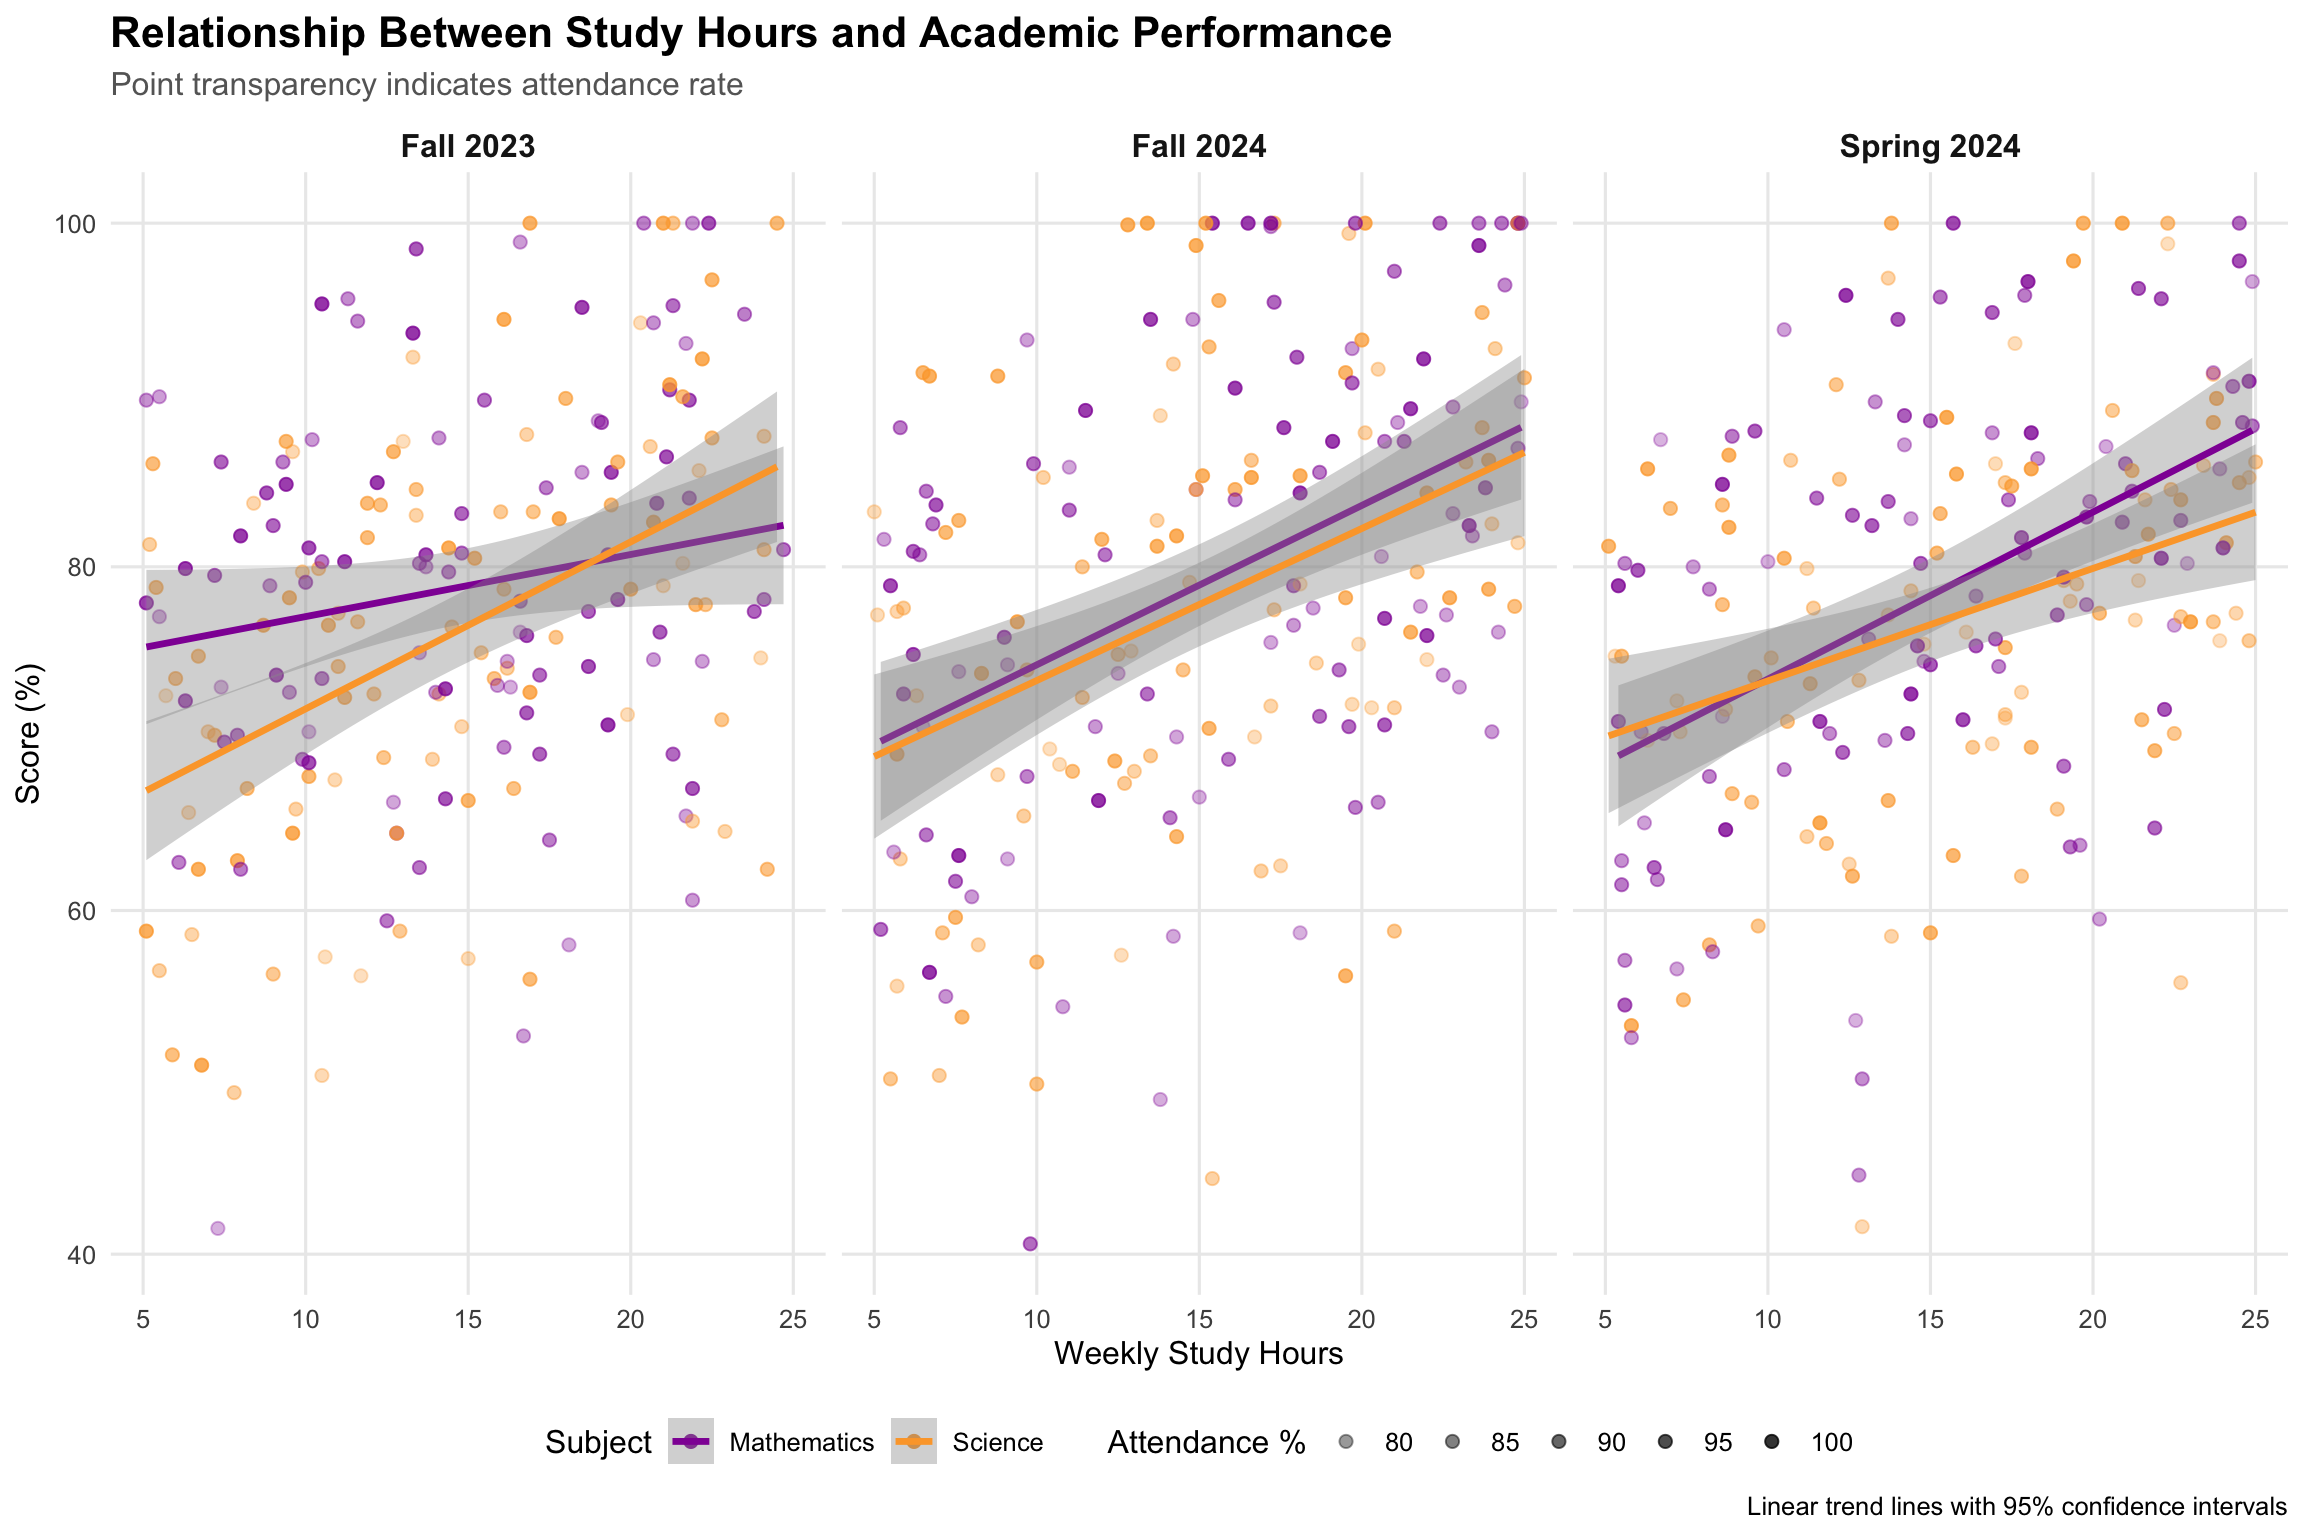 Relationship Between Study Hours and Academic Performance
Point transparency indicates attendance rate
Fall 2023 Fall 2024 Spring 2024
Score (%)
100
80
60
40
5 10 15 20 25 5 10 15 20 25 5 10 15 20 25
Weekly Study Hours
Subject Mathematics Science Attendance % 80 85 90 95 100
Linear trend lines with 95% confidence intervals